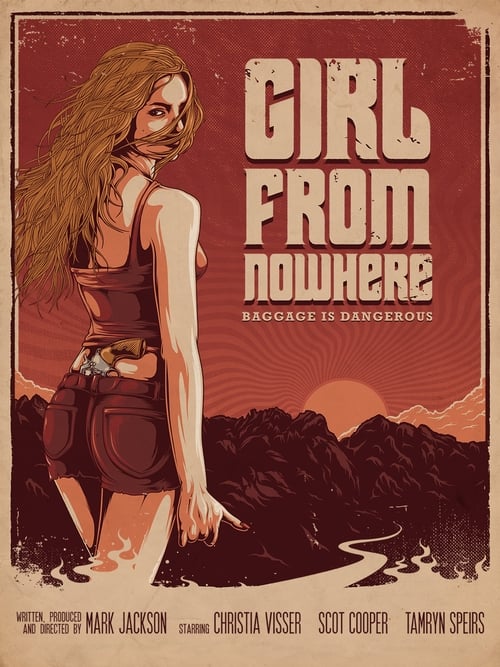 GIRL
FROM
NOWHERE
BAGGAGE IS DANGEROUS
WRITTEN, PRODUCED
AND DIRECTED BY MARK JACKSON STARRING CHRISTIA VISSER SCOT COOPER TAMRYN SPEIRS